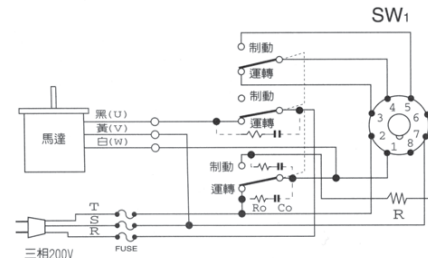 SW1
制動
運轉
制動
運轉
黑(U)
黃(V)
白(W)
馬達
制動
運轉
Ro Co
4 5
3 6
2 7
1 8
R
T
S
R
FUSE
三相200V